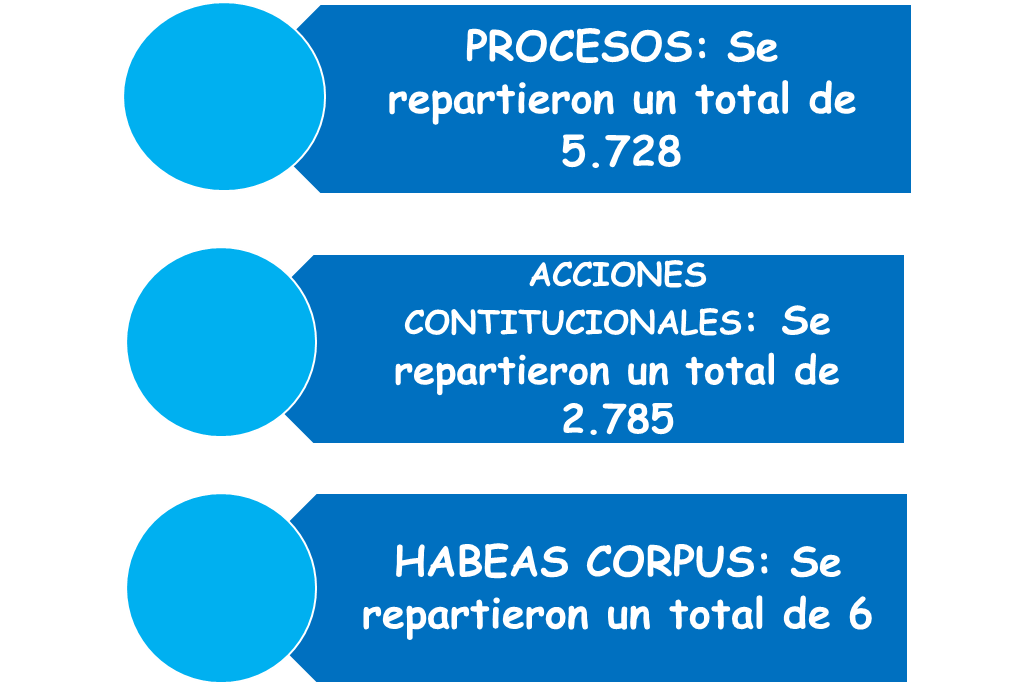 PROCESOS: Se
repartieron un total de
5.728
ACCIONES
CONTITUCIONALES: Se
repartieron un total de
2.785
HABEAS CORPUS: Se
repartieron un total de 6